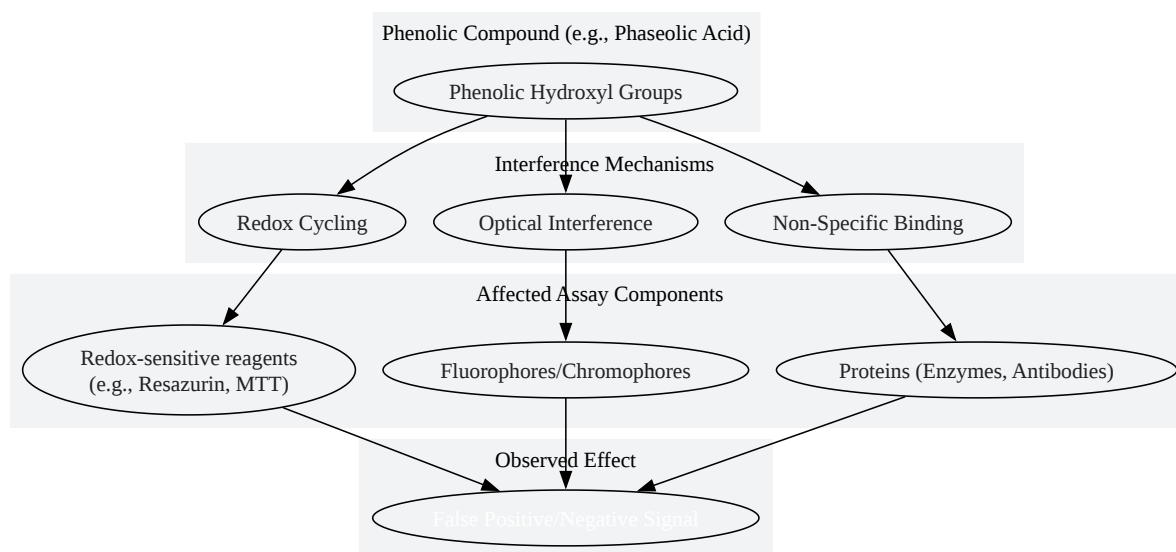 Phenolic Compound (e.g., Phaseolic Acid)
Phenolic Hydroxyl Groups
Interference Mechanisms
Redox Cycling
Optical Interference
Non-Specific Binding
Affected Assay Components
Redox-sensitive reagents
(e.g., Resazurin, MTT)
Fluorophores/Chromophores
Proteins (Enzymes, Antibodies)
Observed Effect
False Positive/Negative Signal